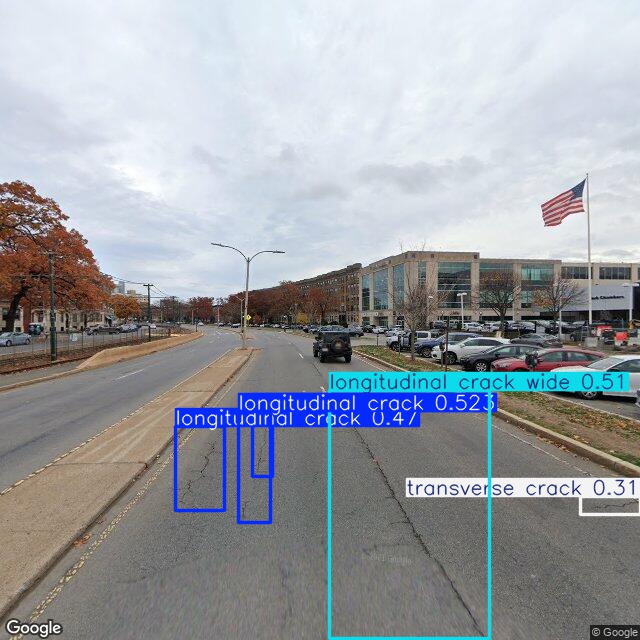 longitudinal crack wide 0.51
longitudinal crack 0.523
longitudinal crack 0.47
transverse crack 0.31
Chambers
Google
© Google